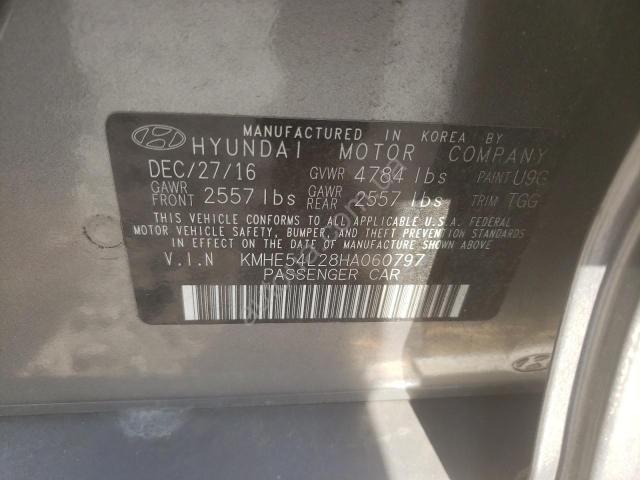 MANUFACTURED IN KOREA BY
HYUNDAI MOTOR COMPANY
DEC/27/16 GVWR 4784 lbs PAINT U9G
GAWR FRONT 2557 lbs GAWR REAR 2557 lbs TRIM TGG
THIS VEHICLE CONFORMS TO ALL APPLICABLE U.S.A. FEDERAL
MOTOR VEHICLE SAFETY, BUMPER, AND THEFT PREVENTION STANDARDS
IN EFFECT ON THE DATE OF MANUFACTURE SHOWN ABOVE.
V.I.N KMHE54L28HA060797
PASSENGER CAR